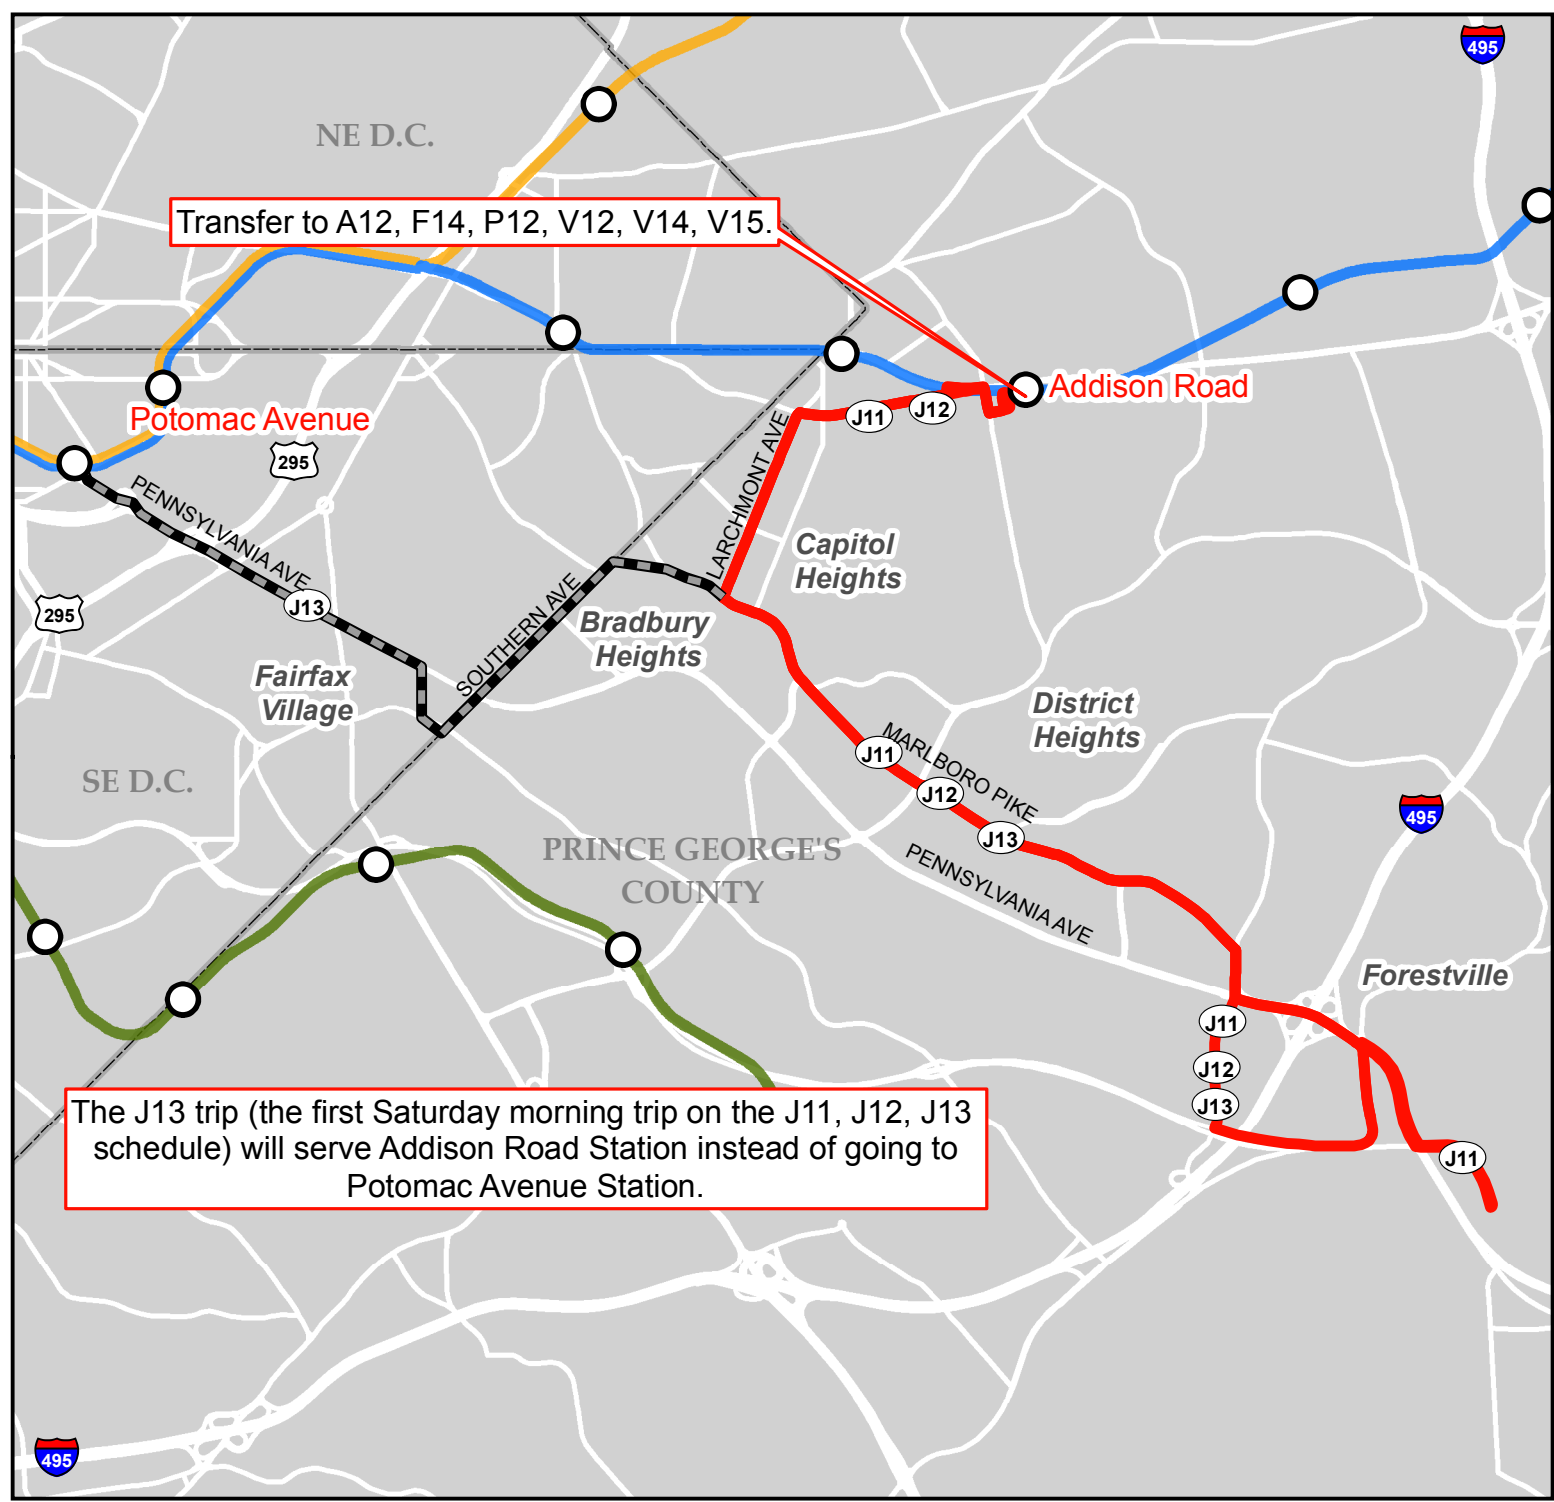 495
NE D.C.
Transfer to A12, F14, P12, V12, V14, V15.
Addison Road
Potomac Avenue
J11
J12
295
PENNSYLVANIA AVE
LARCHMONT AVE
Capitol
Heights
J13
295
SOUTHERN AVE
Bradbury
Heights
Fairfax
Village
District
Heights
MARLBORO PIKE
J11
J12
J13
SE D.C.
495
PRINCE GEORGE'S
COUNTY
PENNSYLVANIA AVE
Forestville
J11
J12
J13
The J13 trip (the first Saturday morning trip on the J11, J12, J13
schedule) will serve Addison Road Station instead of going to
Potomac Avenue Station.
J11
495